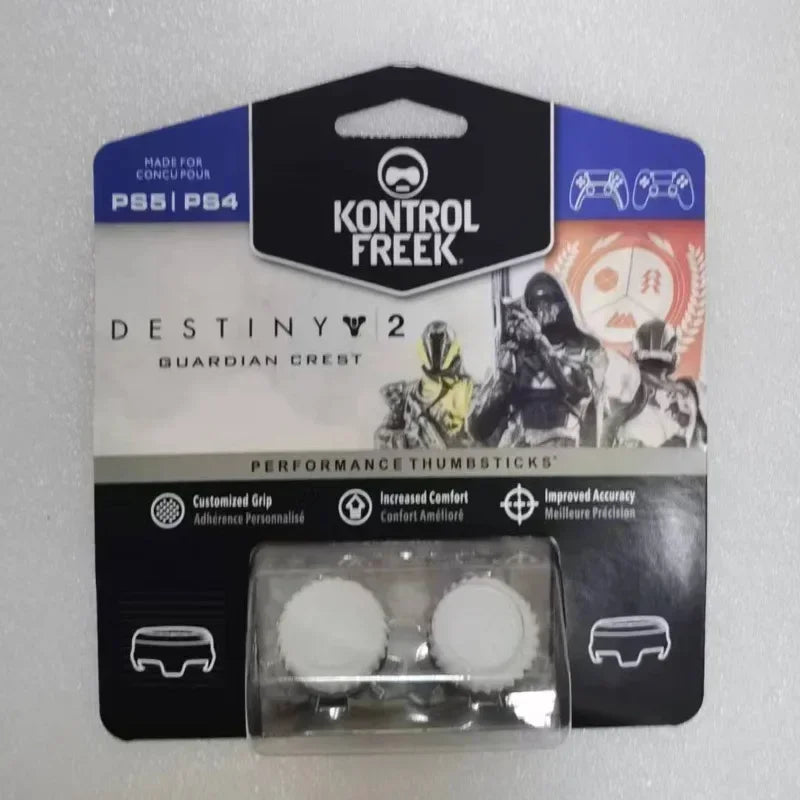 MADE FOR
CONCU POUR
PS5 | PS4
KONTROL
FREEK
DESTINY 2
GUARDIAN CREST
PERFORMANCE THUMBSTICKS
Customized Grip
Adhérence Personnalisé
Increased Comfort
Confort Amélioré
Improved Accuracy
Meilleure Précision